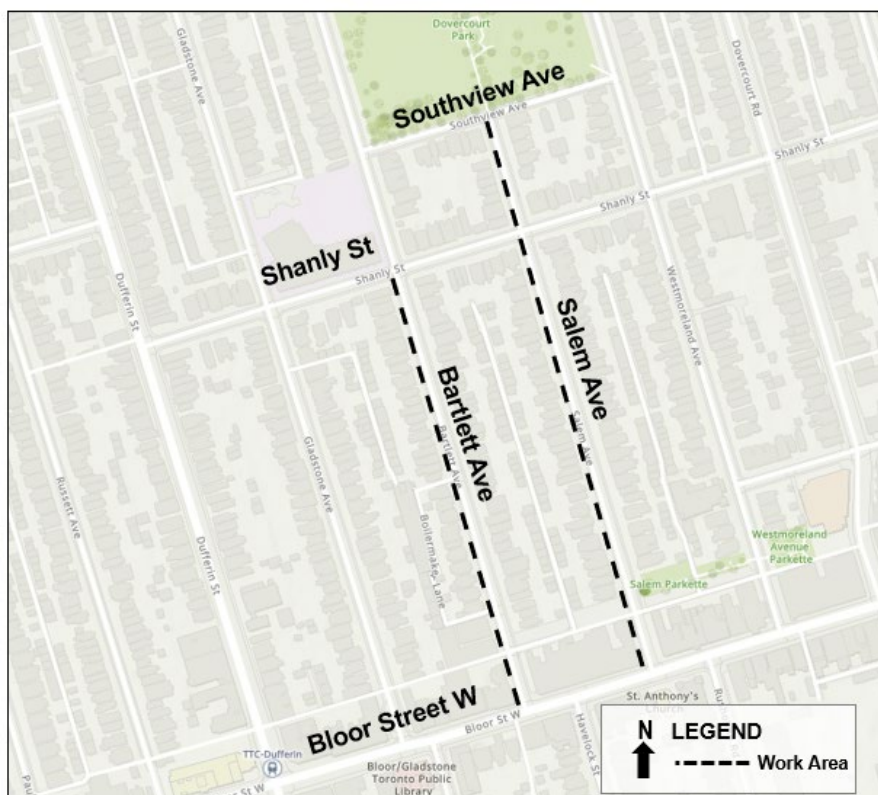 Dovercourt
Park
Gladstone Ave
Southview Ave
Southview Ave
Dovercourt Rd
Shanly St
Shanly St
Shanly St
Shanly St
Dufferin St
Westmoreland Ave
Salem Ave
Bartlett Ave
Salem Ave
Bartlett Ave
Gladstone Ave
Russett Ave
Boilermake
Lane
Dufferin St
Westmoreland
Avenue
Parkette
Salem Parkette
Bloor Street W
Bloor St W
St. Anthony's
Church
Havelock St
TTC-Dufferin
Bloor/Gladstone
Toronto Public
Library
St W
N LEGEND
Work Area